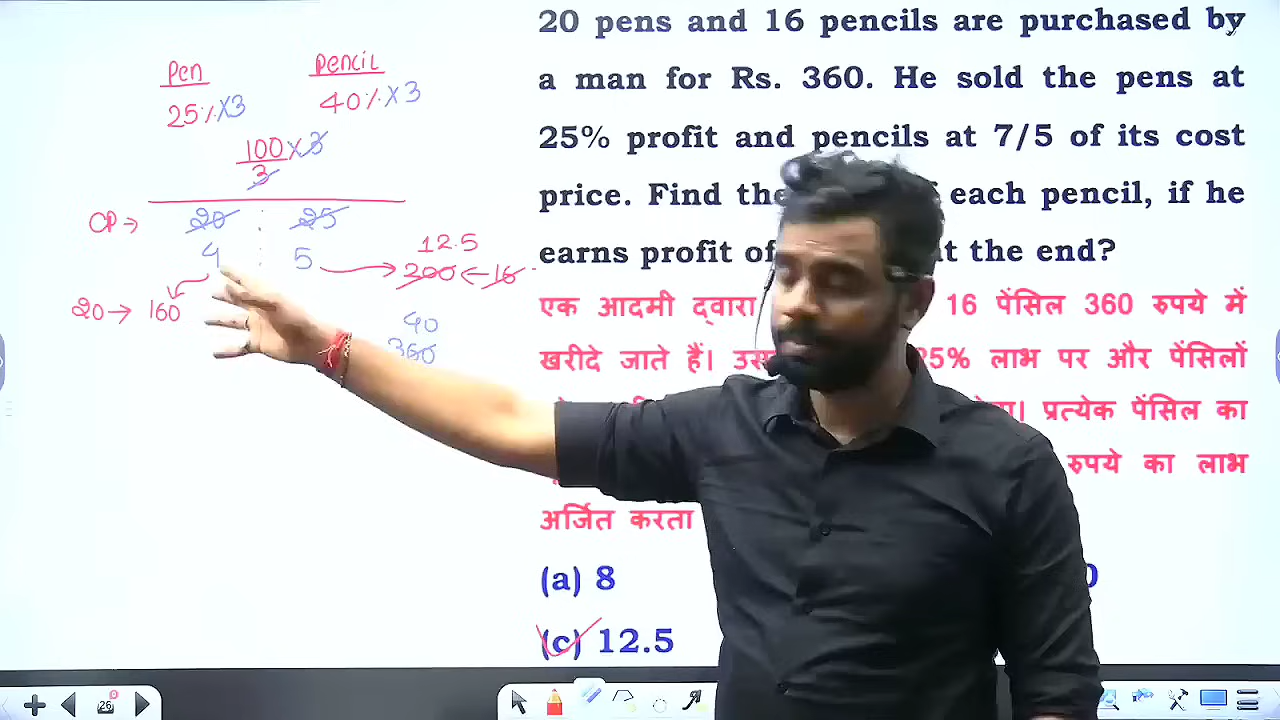 Pen Pencil
25%×3 40%×3
100/3×3
CP→ 20 : 25
4 : 5
12.5
200 ← 16
20 → 160
40
360
20 pens and 16 pencils are purchased by
a man for Rs. 360. He sold the pens at
25% profit and pencils at 7/5 of its cost
price. Find the each pencil, if he
earns profit of at the end?
एक आदमी द्वारा 16 पेंसिल 360 रुपये में
खरीदे जाते हैं। 25% लाभ पर और पेंसिलों
प्रत्येक पेंसिल का
रुपये का लाभ
अर्जित करता
(a) 8
(c) 12.5
26